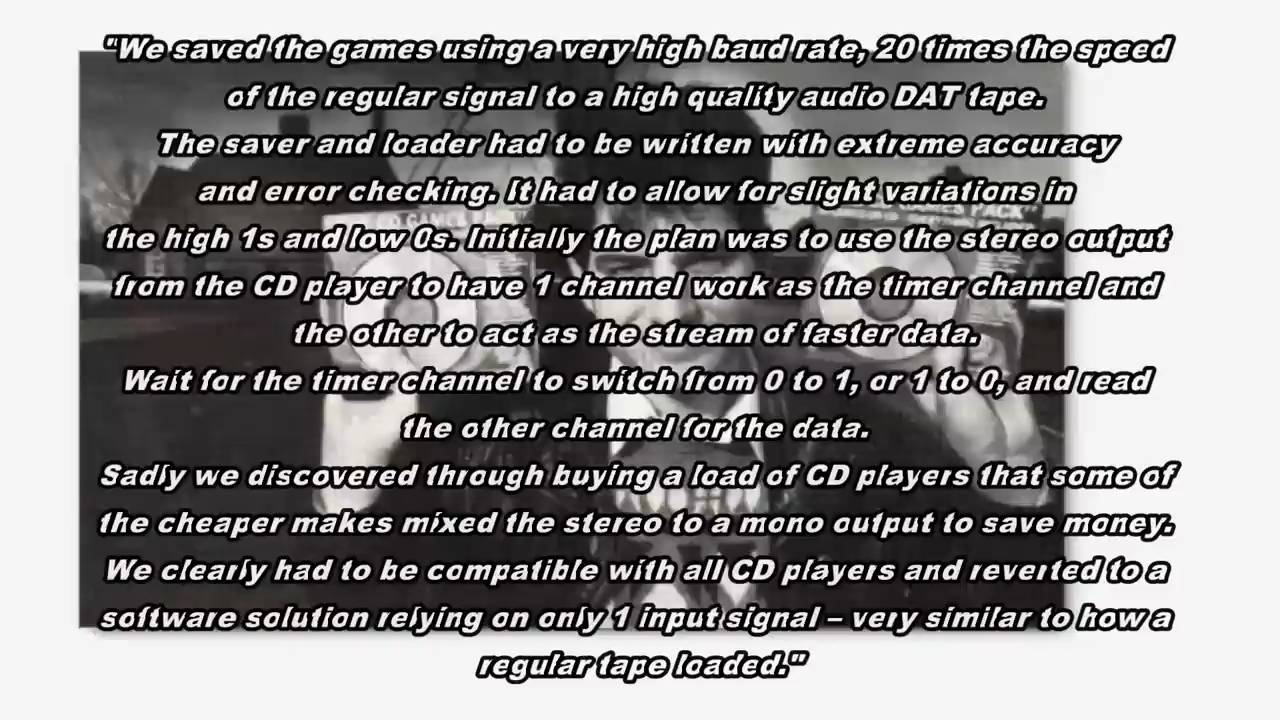 "We saved the games using a very high baud rate, 20 times the speed
of the regular signal to a high quality audio DAT tape.
The saver and loader had to be written with extreme accuracy
and error checking. It had to allow for slight variations in
the high 1s and low 0s. Initially the plan was to use the stereo output
from the CD player to have 1 channel work as the timer channel and
the other to act as the stream of faster data.
Wait for the timer channel to switch from 0 to 1, or 1 to 0, and read
the other channel for the data.
Sadly we discovered through buying a load of CD players that some of
the cheaper makes mixed the stereo to a mono output to save money.
We clearly had to be compatible with all CD players and reverted to a
software solution relying on only 1 input signal – very similar to how a
regular tape loaded."